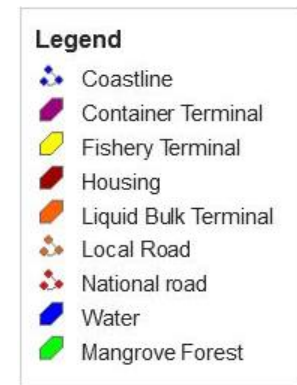 Legend
Coastline
Container Terminal
Fishery Terminal
Housing
Liquid Bulk Terminal
Local Road
National road
Water
Mangrove Forest